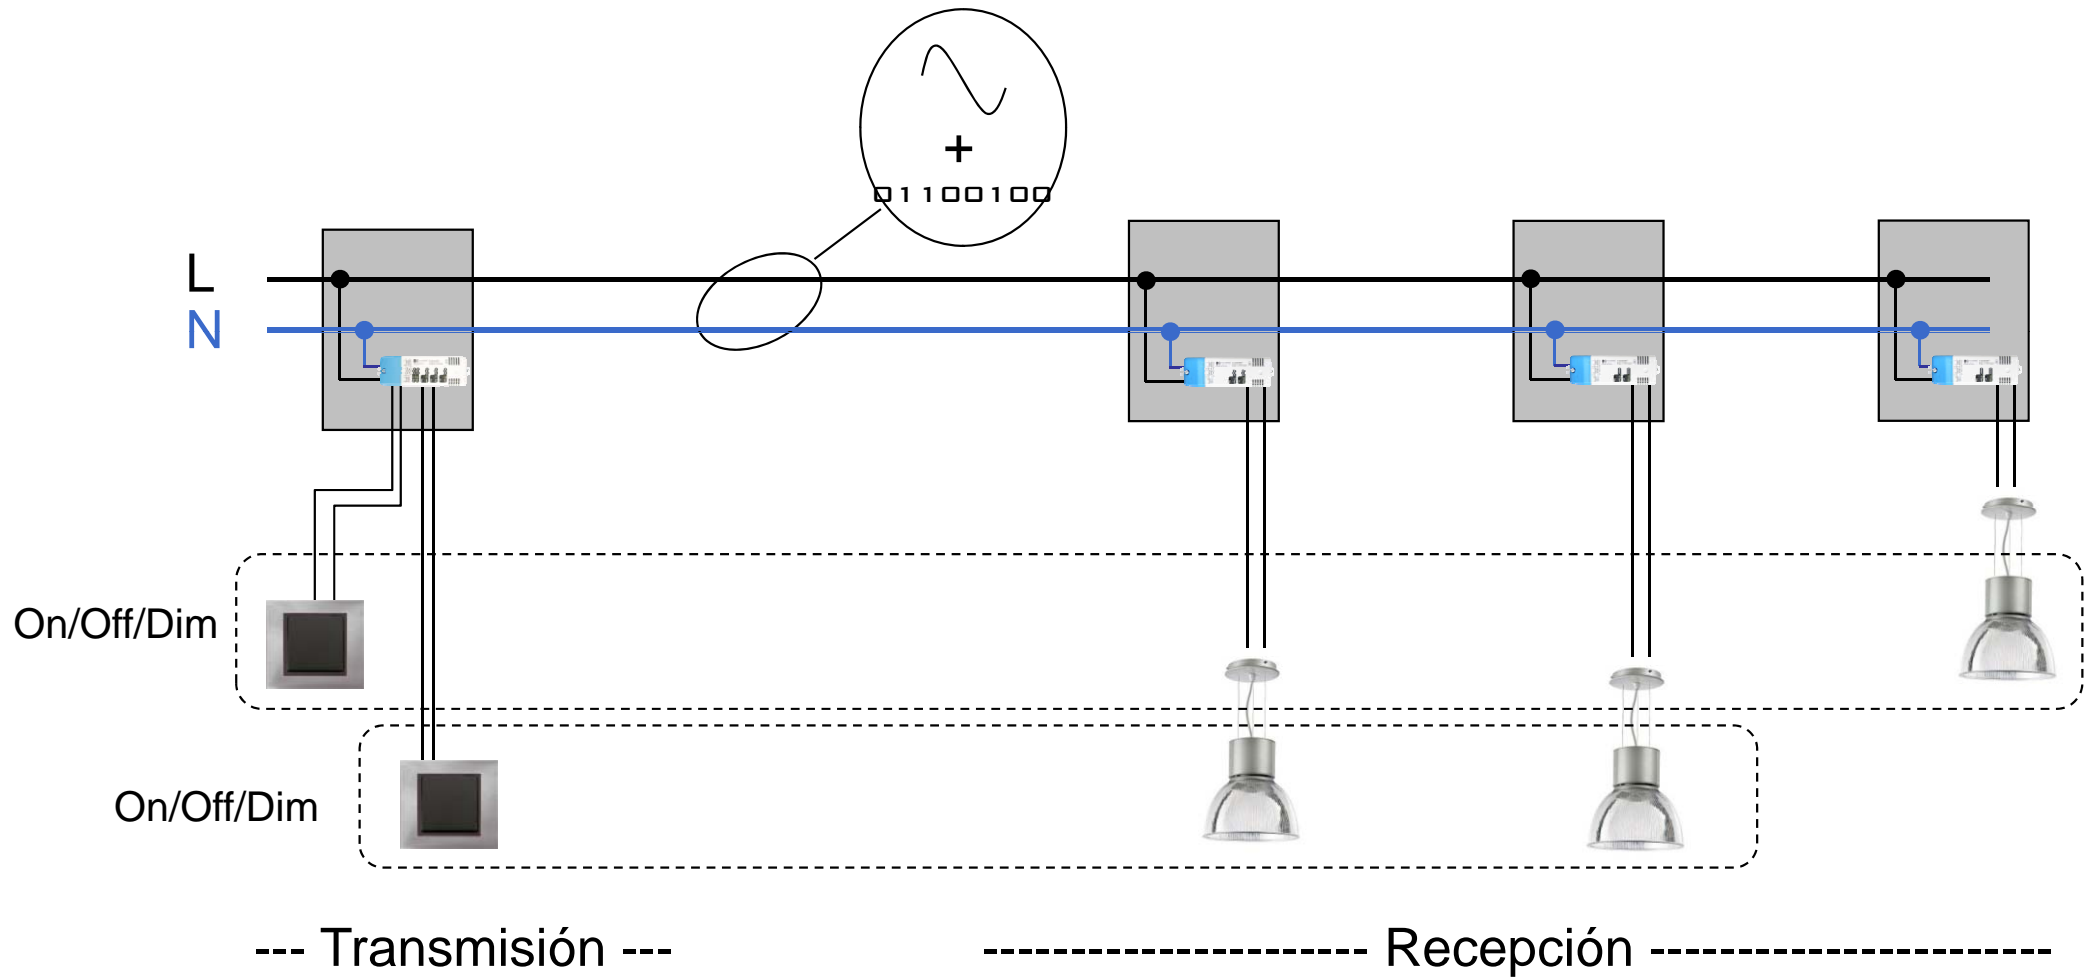 +
01100100
L
N
On/Off/Dim
On/Off/Dim
--- Transmisión ---
---------------- Recepción -----------------